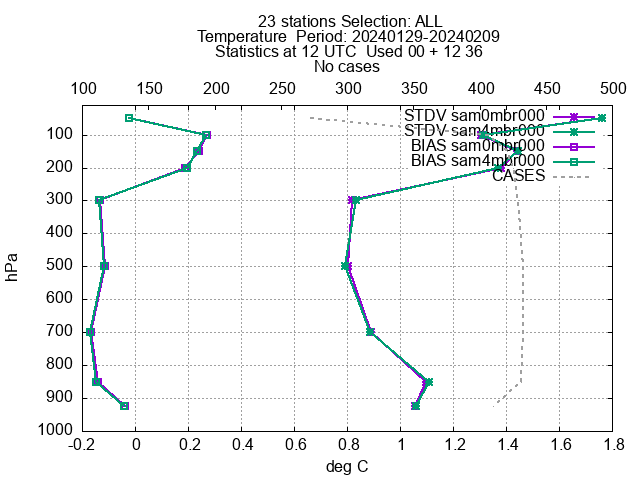 23 stations Selection: ALL
Temperature  Period: 20240129-20240209
Statistics at 12 UTC  Used 00 + 12 36
No cases
100 150 200 250 300 350 400 450 500
STDV sam0mbr000
STDV sam4mbr000
BIAS sam0mbr000
BIAS sam4mbr000
CASES
100
200
300
400
500
600
700
800
900
1000
hPa
-0.2 0 0.2 0.4 0.6 0.8 1 1.2 1.4 1.6 1.8
deg C